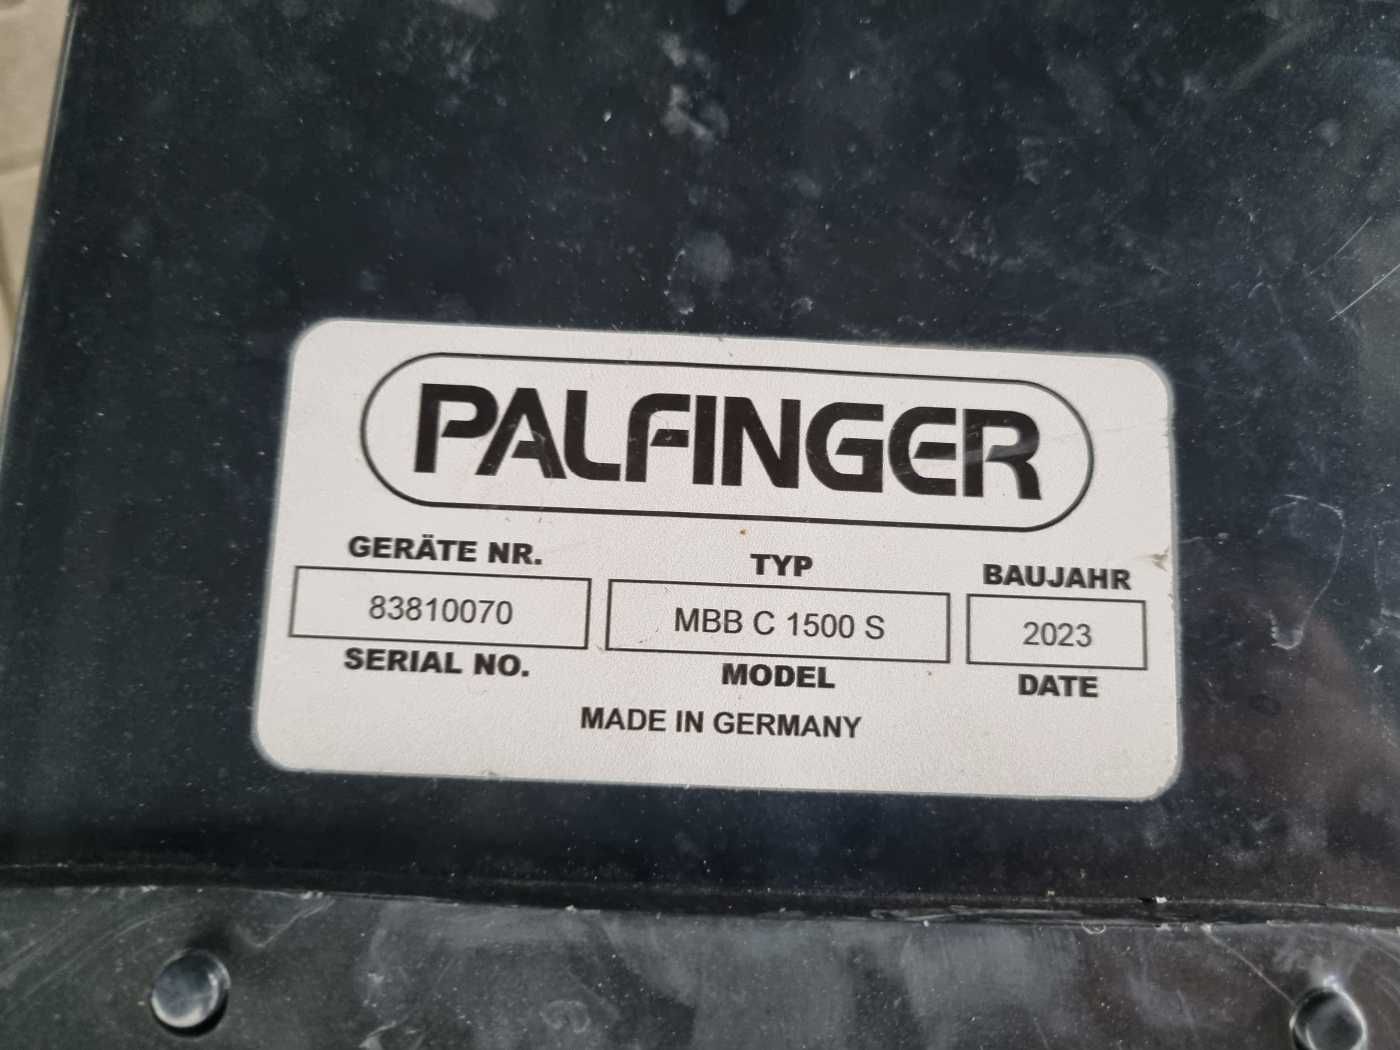 PALFINGER
GERÄTE NR. TYP BAUJAHR
83810070 MBB C 1500 S 2023
SERIAL NO. MODEL DATE
MADE IN GERMANY